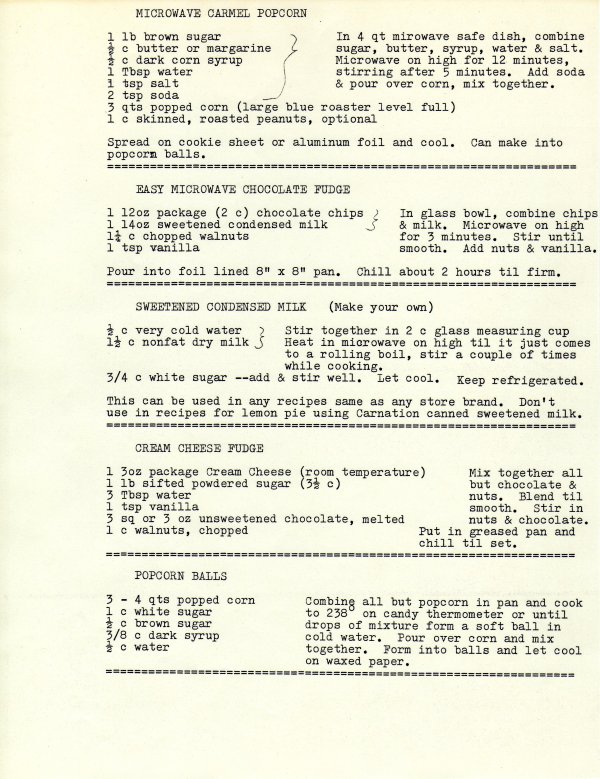 MICROWAVE CARMEL POPCORN
1 lb brown sugar
½ c butter or margarine
½ c dark corn syrup
1 Tbsp water
1 tsp salt
2 tsp soda
3 qts popped corn (large blue roaster level full)
1 c skinned, roasted peanuts, optional
In 4 qt mirowave safe dish, combine
sugar, butter, syrup, water & salt.
Microwave on high for 12 minutes,
stirring after 5 minutes. Add soda
& pour over corn, mix together.
Spread on cookie sheet or aluminum foil and cool. Can make into
popcorn balls.
===============================================================
EASY MICROWAVE CHOCOLATE FUDGE
1 12oz package (2 c) chocolate chips
1 14oz sweetened condensed milk
1½ c chopped walnuts
1 tsp vanilla
In glass bowl, combine chips
& milk. Microwave on high
for 3 minutes. Stir until
smooth. Add nuts & vanilla.
Pour into foil lined 8" x 8" pan. Chill about 2 hours til firm.
===============================================================
SWEETENED CONDENSED MILK (Make your own)
½ c very cold water
1½ c nonfat dry milk
Stir together in 2 c glass measuring cup
Heat in microwave on high til it just comes
to a rolling boil, stir a couple of times
while cooking.
3/4 c white sugar --add & stir well. Let cool. Keep refrigerated.
This can be used in any recipes same as any store brand. Don't
use in recipes for lemon pie using Carnation canned sweetened milk.
===============================================================
CREAM CHEESE FUDGE
1 3oz package Cream Cheese (room temperature)
1 lb sifted powdered sugar (3½ c)
3 Tbsp water
1 tsp vanilla
3 sq or 3 oz unsweetened chocolate, melted
1 c walnuts, chopped
Mix together all
but chocolate &
nuts. Blend til
smooth. Stir in
nuts & chocolate.
Put in greased pan and
chill til set.
===============================================================
POPCORN BALLS
3 - 4 qts popped corn
1 c white sugar
½ c brown sugar
3/8 c dark syrup
½ c water
Combine all but popcorn in pan and cook
to 238° on candy thermometer or until
drops of mixture form a soft ball in
cold water. Pour over corn and mix
together. Form into balls and let cool
on waxed paper.
===============================================================